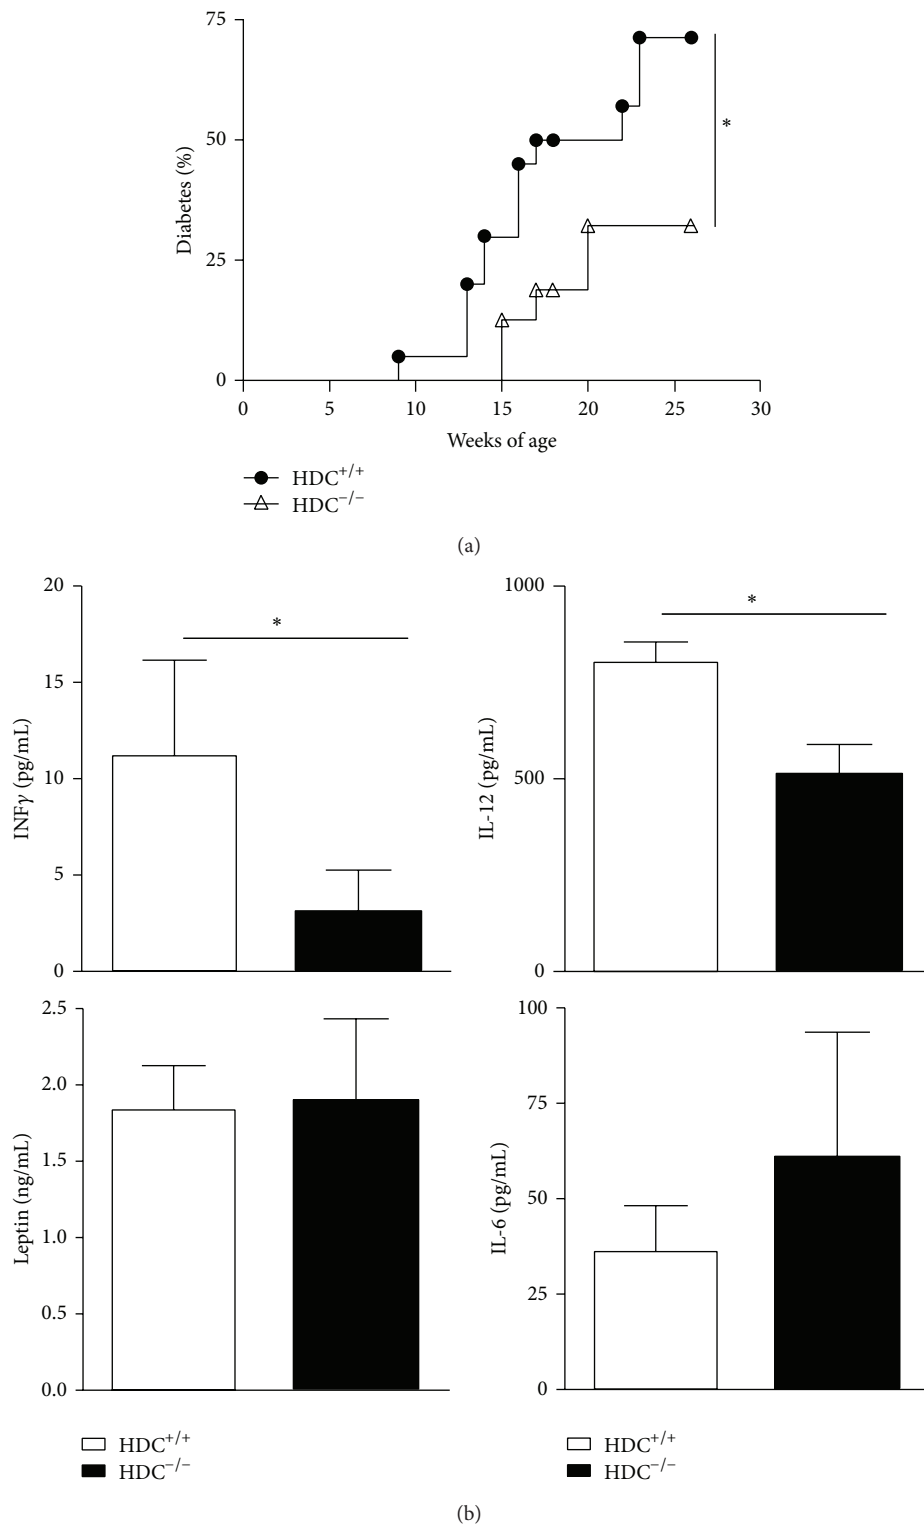 75
50
25
0
Diabetes (%)
*
0 5 10 15 20 25 30
Weeks of age
HDC+/+
HDC−/−
(a)
20
15
10
5
0
INFγ (pg/mL)
*
1000
500
0
IL-12 (pg/mL)
*
2.5
2.0
1.5
1.0
0.5
0.0
Leptin (ng/mL)
100
75
50
25
0
IL-6 (pg/mL)
HDC+/+
HDC−/−
HDC+/+
HDC−/−
(b)